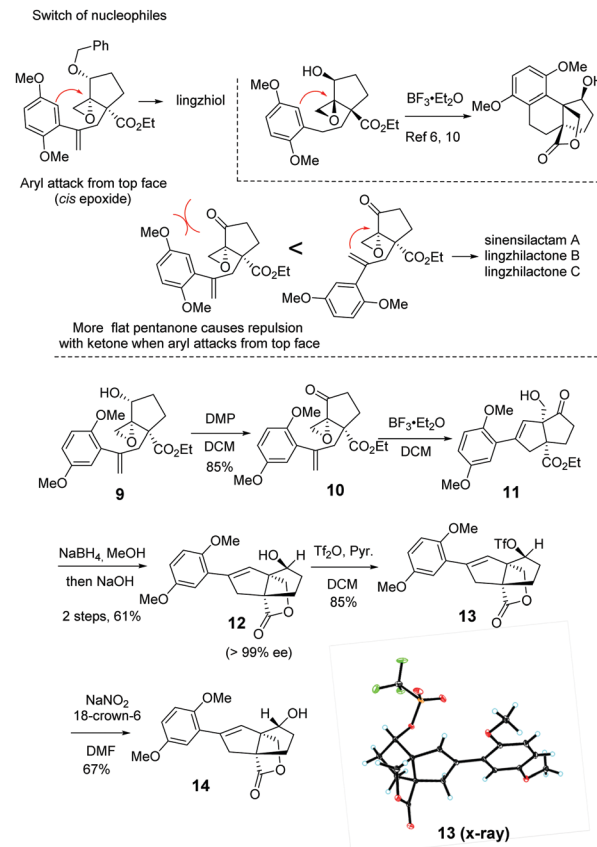 Switch of nucleophiles
Ph
O
MeO
O
CO2Et
OMe
lingzhiol
Aryl attack from top face
(cis epoxide)
HO
MeO
O
CO2Et
OMe
BF3•Et2O
Ref 6, 10
OMe
OH
MeO
O
O
O
MeO
O
CO2Et
OMe
<
O
O
CO2Et
MeO
OMe
sinensilactam A
lingzhilactone B
lingzhilactone C
More flat pentanone causes repulsion
with ketone when aryl attacks from top face
HO
OMe
O
CO2Et
MeO
9
DMP
DCM
85%
O
OMe
O
CO2Et
MeO
10
BF3•Et2O
DCM
HO
O
OMe
CO2Et
MeO
11
NaBH4, MeOH
then NaOH
2 steps, 61%
OMe
HO
H
MeO
O
O
12
(> 99% ee)
Tf2O, Pyr.
DCM
85%
OMe
TfO
H
MeO
O
O
13
NaNO2
18-crown-6
DMF
67%
OMe
H
OH
MeO
O
O
14
13 (x-ray)